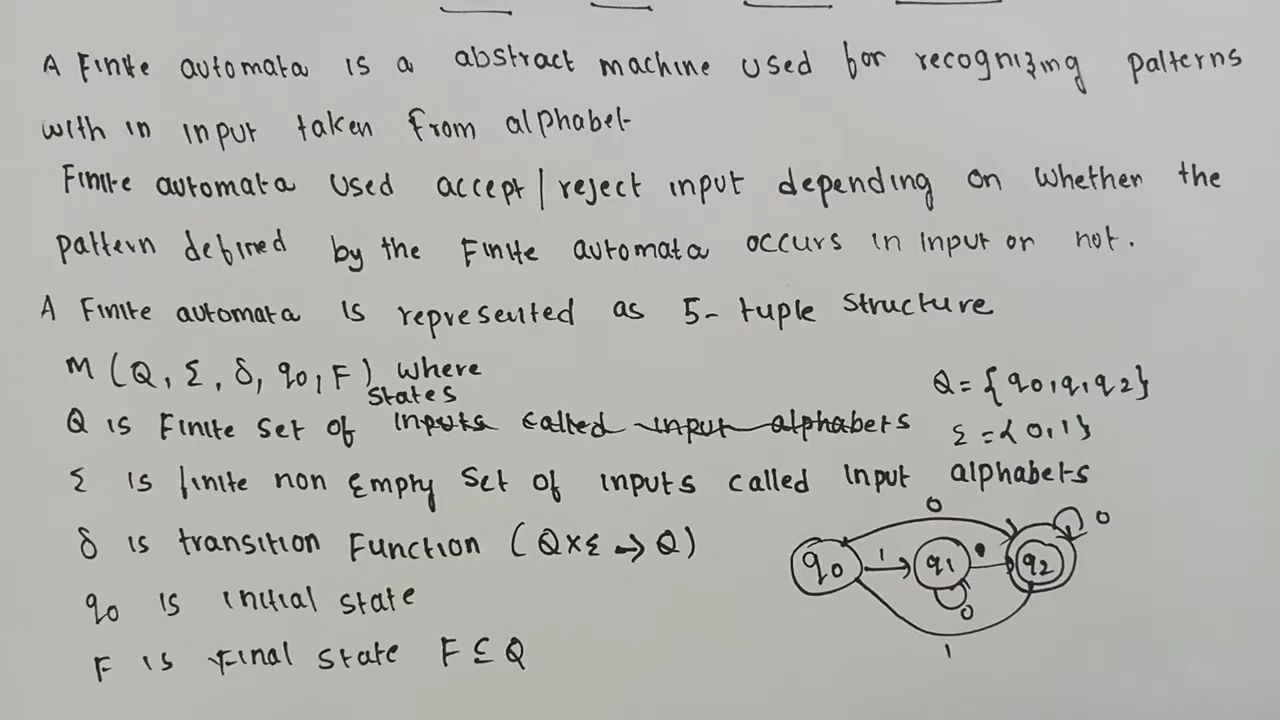 A Finite automata is a abstract machine used for recognizing patterns
with in input taken from alphabet
Finite automata used accept/reject input depending on whether the
pattern defined by the Finite automata occurs in input or not.
A Finite automata is represented as 5-tuple structure
M (Q, Σ, δ, q0, F) where
states
Q is Finite set of inputs called input alphabets
Q = {q0, q1, q2}
Σ = {0, 1}
Σ is finite non Empty set of inputs called input alphabets
δ is transition Function (Q×Σ → Q)
q0 is initial state
F is Final state F ⊆ Q
0
0
q0 1 q1 q2
0
1